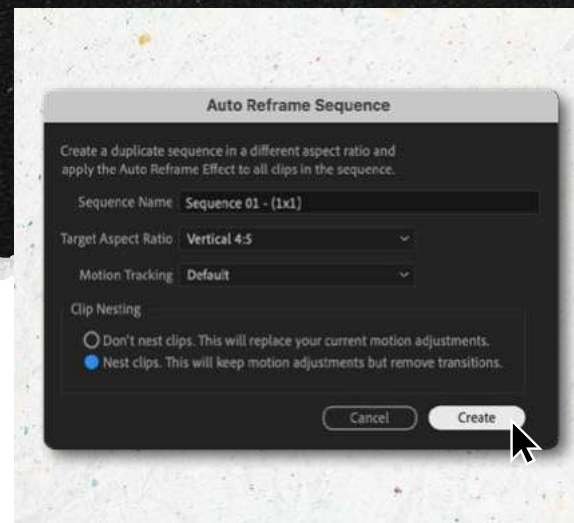 Auto Reframe Sequence
Create a duplicate sequence in a different aspect ratio and
apply the Auto Reframe Effect to all clips in the sequence.
Sequence Name Sequence 01 - (1x1)
Target Aspect Ratio Vertical 4:5
Motion Tracking Default
Clip Nesting
Don't nest clips. This will replace your current motion adjustments.
Nest clips. This will keep motion adjustments but remove transitions.
Cancel Create